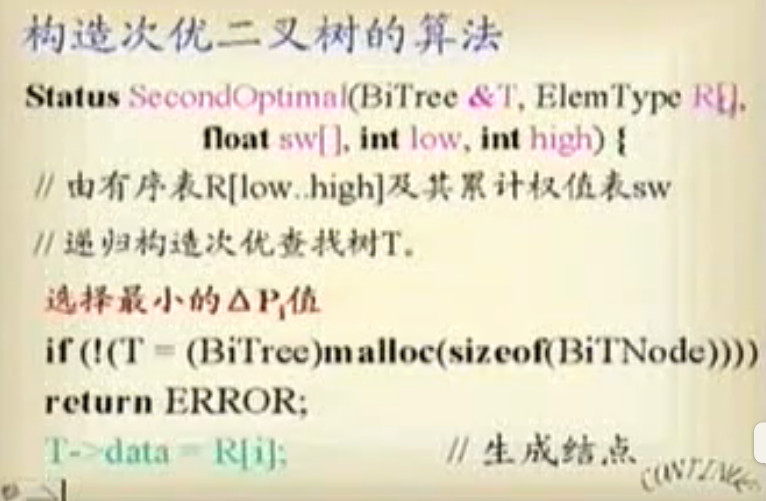 构造次优二叉树的算法
Status SecondOptimal(BiTree &T, ElemType R[],
float sw[], int low, int high) {
// 由有序表R[low..high]及其累计权值表sw
// 递归构造次优查找树T。
选择最小的ΔPi值
if (!(T = (BiTree)malloc(sizeof(BiTNode))))
return ERROR;
T->data = R[i]; // 生成结点